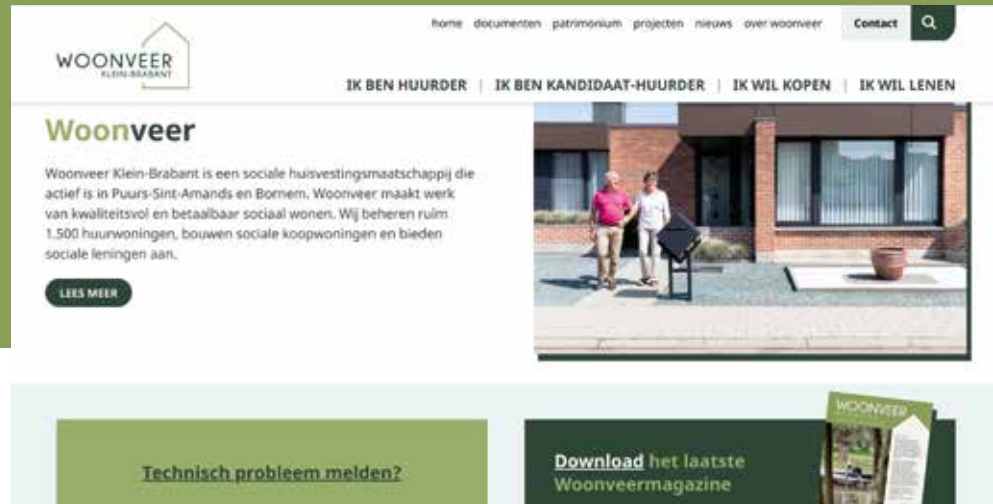 home documenten patrimonium projecten nieuws over woonveer Contact
WOONVEER
KLEIN-BRABANT
IK BEN HUURDER | IK BEN KANDIDAAT-HUURDER | IK WIL KOPEN | IK WIL LENEN
Woonveer
Woonveer Klein-Brabant is een sociale huisvestingsmaatschappij die
actief is in Puurs-Sint-Amands en Bornem. Woonveer maakt werk
van kwaliteitsvol en betaalbaar sociaal wonen. Wij beheren ruim
1.500 huurwoningen, bouwen sociale koopwoningen en bieden
sociale leningen aan.
LEES MEER
Technisch probleem melden?
Download het laatste
Woonveermagazine
WOONVEER